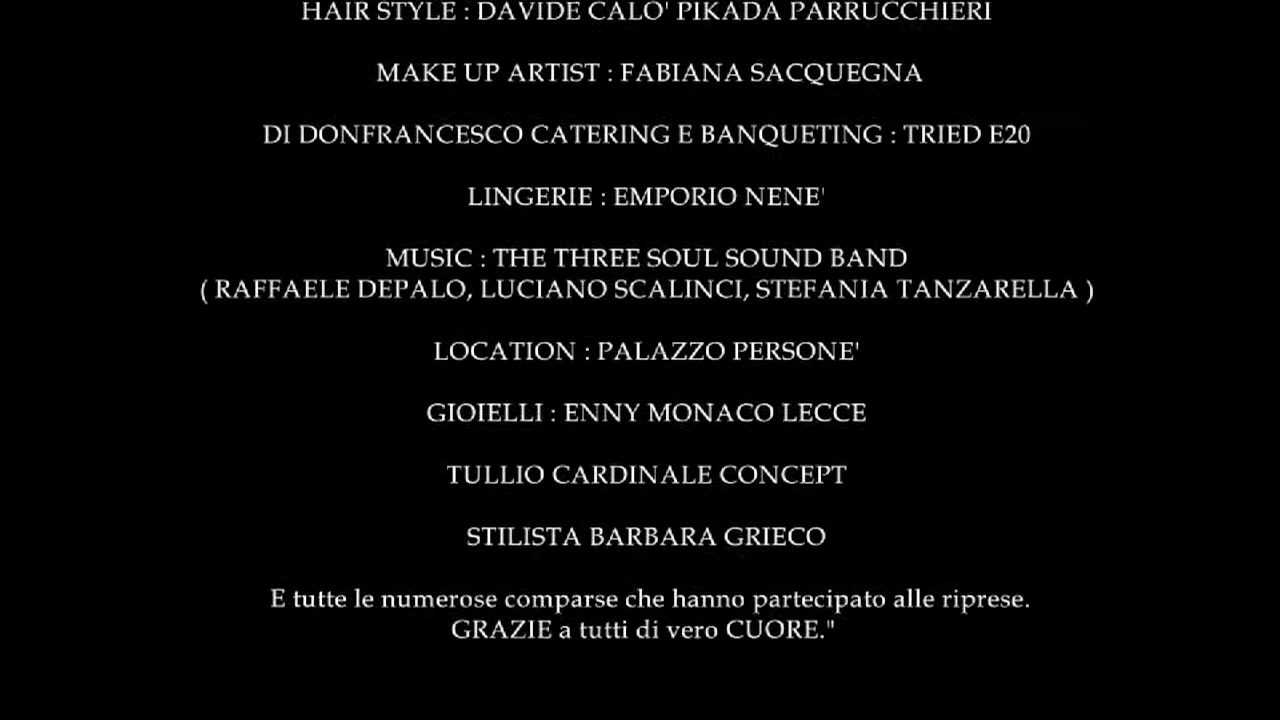 HAIR STYLE : DAVIDE CALO' PIKADA PARRUCCHIERI
MAKE UP ARTIST : FABIANA SACQUEGNA
DI DONFRANCESCO CATERING E BANQUETING : TRIED E20
LINGERIE : EMPORIO NENE'
MUSIC : THE THREE SOUL SOUND BAND
( RAFFAELE DEPALO, LUCIANO SCALINCI, STEFANIA TANZARELLA )
LOCATION : PALAZZO PERSONE'
GIOIELLI : ENNY MONACO LECCE
TULLIO CARDINALE CONCEPT
STILISTA BARBARA GRIECO
E tutte le numerose comparse che hanno partecipato alle riprese.
GRAZIE a tutti di vero CUORE."